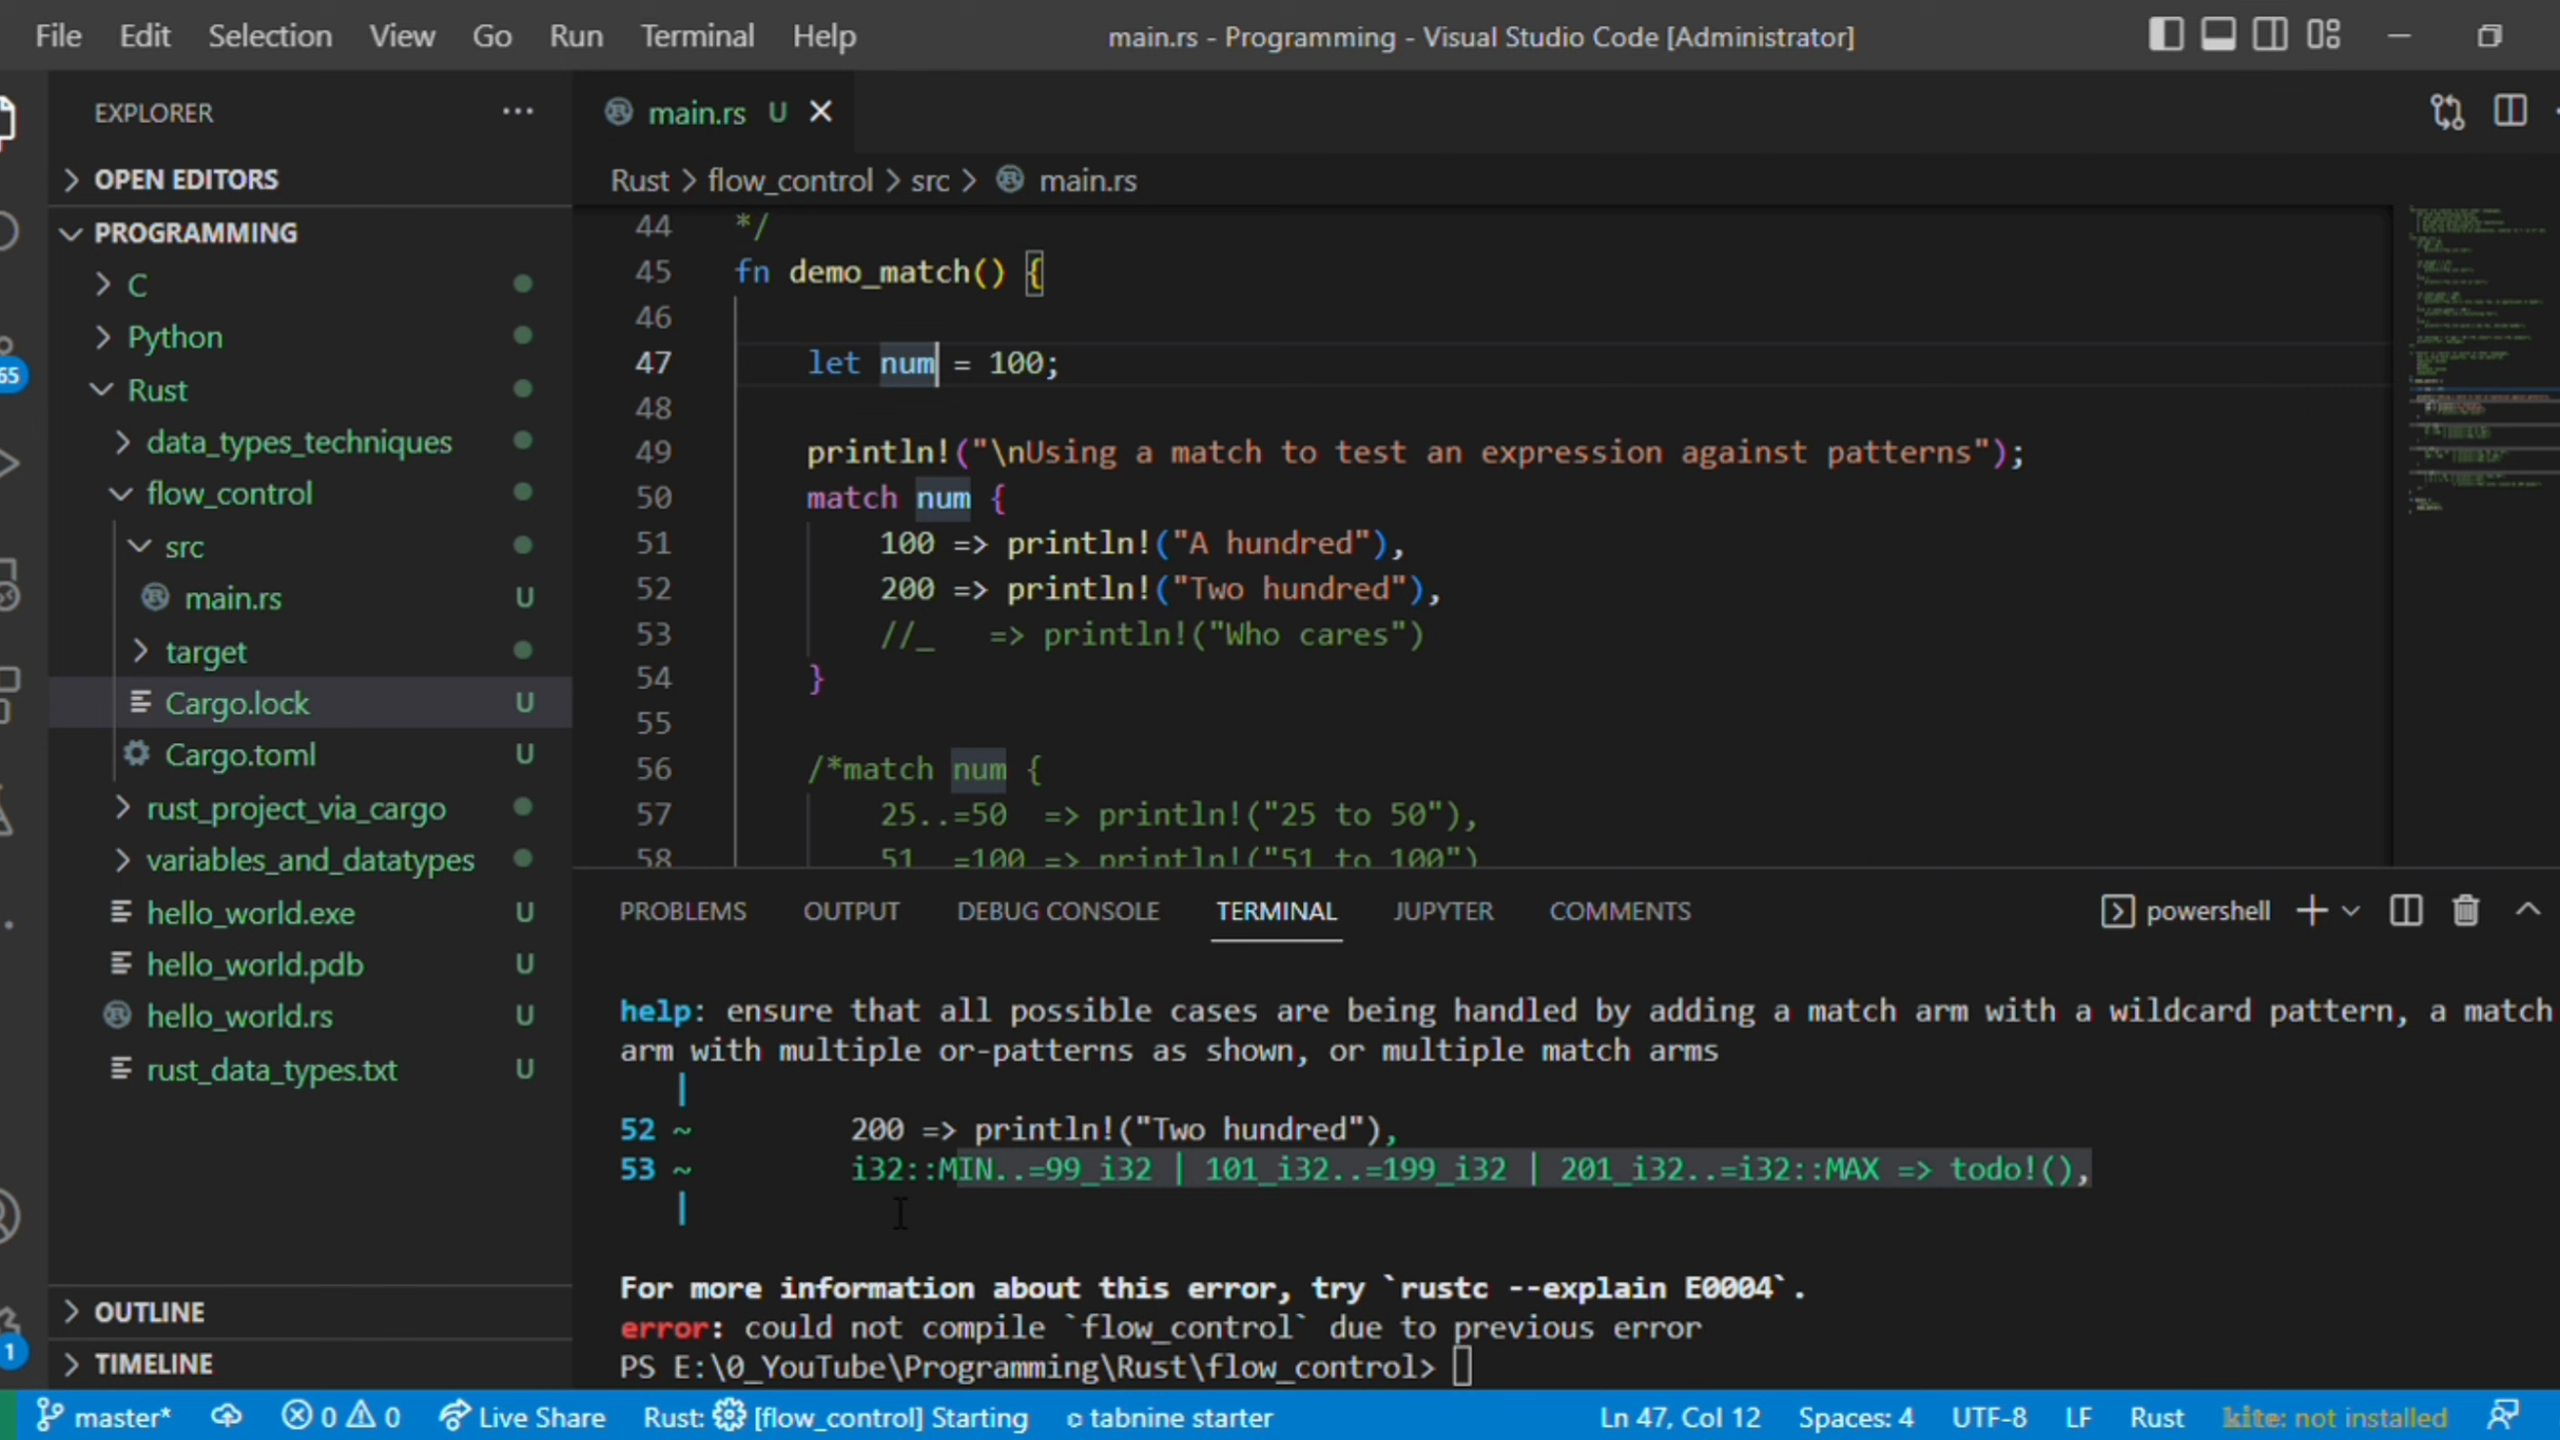 File Edit Selection View Go Run Terminal Help main.rs - Programming - Visual Studio Code [Administrator]
EXPLORER ...
OPEN EDITORS
PROGRAMMING
C
Python
Rust
data_types_techniques
flow_control
src
main.rs U
target
Cargo.lock U
Cargo.toml U
rust_project_via_cargo
variables_and_datatypes
hello_world.exe U
hello_world.pdb U
hello_world.rs U
rust_data_types.txt U
OUTLINE
TIMELINE
65
1
main.rs U
Rust > flow_control > src > main.rs
44 */
45 fn demo_match() {
46
47 let num = 100;
48
49 println!("\nUsing a match to test an expression against patterns");
50 match num {
51 100 => println!("A hundred"),
52 200 => println!("Two hundred"),
53 //_ => println!("Who cares")
54 }
55
56 /*match num {
57 25..=50 => println!("25 to 50"),
58 51..=100 => println!("51 to 100")
PROBLEMS OUTPUT DEBUG CONSOLE TERMINAL JUPYTER COMMENTS powershell
help: ensure that all possible cases are being handled by adding a match arm with a wildcard pattern, a match
arm with multiple or-patterns as shown, or multiple match arms
|
52 ~ 200 => println!("Two hundred"),
53 ~ i32::MIN..=99_i32 | 101_i32..=199_i32 | 201_i32..=i32::MAX => todo!(),
|
For more information about this error, try `rustc --explain E0004`.
error: could not compile `flow_control` due to previous error
PS E:\0_YouTube\Programming\Rust\flow_control>
master* 0 0 Live Share Rust: [flow_control] Starting tabnine starter Ln 47, Col 12 Spaces: 4 UTF-8 LF Rust kite: not installed